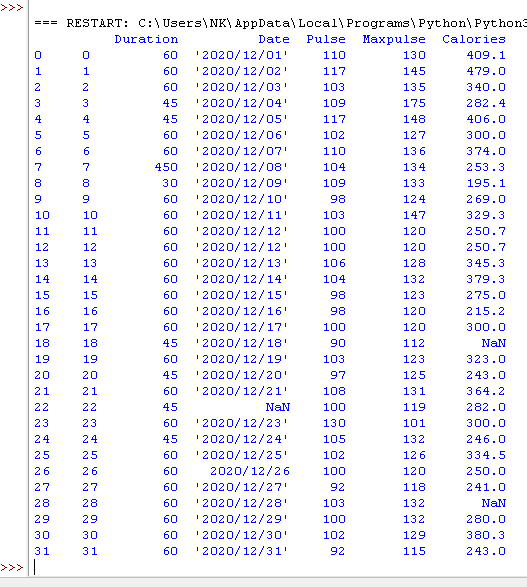 >>>
=== RESTART: C:\Users\NK\AppData\Local\Programs\Python\Python3
Duration Date Pulse Maxpulse Calories
0 0 60 '2020/12/01' 110 130 409.1
1 1 60 '2020/12/02' 117 145 479.0
2 2 60 '2020/12/03' 103 135 340.0
3 3 45 '2020/12/04' 109 175 282.4
4 4 45 '2020/12/05' 117 148 406.0
5 5 60 '2020/12/06' 102 127 300.0
6 6 60 '2020/12/07' 110 136 374.0
7 7 450 '2020/12/08' 104 134 253.3
8 8 30 '2020/12/09' 109 133 195.1
9 9 60 '2020/12/10' 98 124 269.0
10 10 60 '2020/12/11' 103 147 329.3
11 11 60 '2020/12/12' 100 120 250.7
12 12 60 '2020/12/12' 100 120 250.7
13 13 60 '2020/12/13' 106 128 345.3
14 14 60 '2020/12/14' 104 132 379.3
15 15 60 '2020/12/15' 98 123 275.0
16 16 60 '2020/12/16' 98 120 215.2
17 17 60 '2020/12/17' 100 120 300.0
18 18 45 '2020/12/18' 90 112 NaN
19 19 60 '2020/12/19' 103 123 323.0
20 20 45 '2020/12/20' 97 125 243.0
21 21 60 '2020/12/21' 108 131 364.2
22 22 45 NaN 100 119 282.0
23 23 60 '2020/12/23' 130 101 300.0
24 24 45 '2020/12/24' 105 132 246.0
25 25 60 '2020/12/25' 102 126 334.5
26 26 60 2020/12/26 100 120 250.0
27 27 60 '2020/12/27' 92 118 241.0
28 28 60 '2020/12/28' 103 132 NaN
29 29 60 '2020/12/29' 100 132 280.0
30 30 60 '2020/12/30' 102 129 380.3
31 31 60 '2020/12/31' 92 115 243.0
>>>